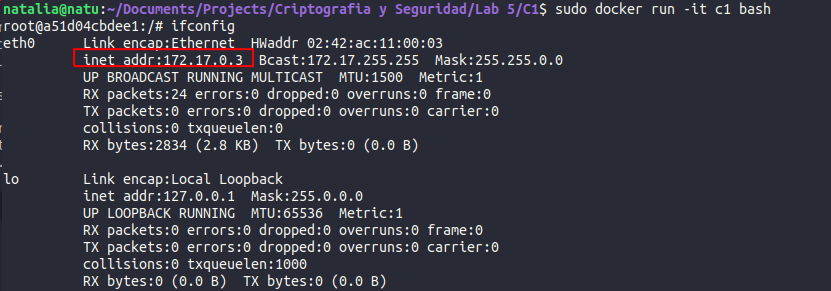 natalia@natu:~/Documents/Projects/Criptografia y Seguridad/Lab 5/C1$ sudo docker run -it c1 bash
root@a51d04cbdee1:/# ifconfig
eth0      Link encap:Ethernet  HWaddr 02:42:ac:11:00:03
          inet addr:172.17.0.3  Bcast:172.17.255.255  Mask:255.255.0.0
          UP BROADCAST RUNNING MULTICAST  MTU:1500  Metric:1
          RX packets:24 errors:0 dropped:0 overruns:0 frame:0
          TX packets:0 errors:0 dropped:0 overruns:0 carrier:0
          collisions:0 txqueuelen:0
          RX bytes:2834 (2.8 KB)  TX bytes:0 (0.0 B)

lo        Link encap:Local Loopback
          inet addr:127.0.0.1  Mask:255.0.0.0
          UP LOOPBACK RUNNING  MTU:65536  Metric:1
          RX packets:0 errors:0 dropped:0 overruns:0 frame:0
          TX packets:0 errors:0 dropped:0 overruns:0 carrier:0
          collisions:0 txqueuelen:1000
          RX bytes:0 (0.0 B)  TX bytes:0 (0.0 B)